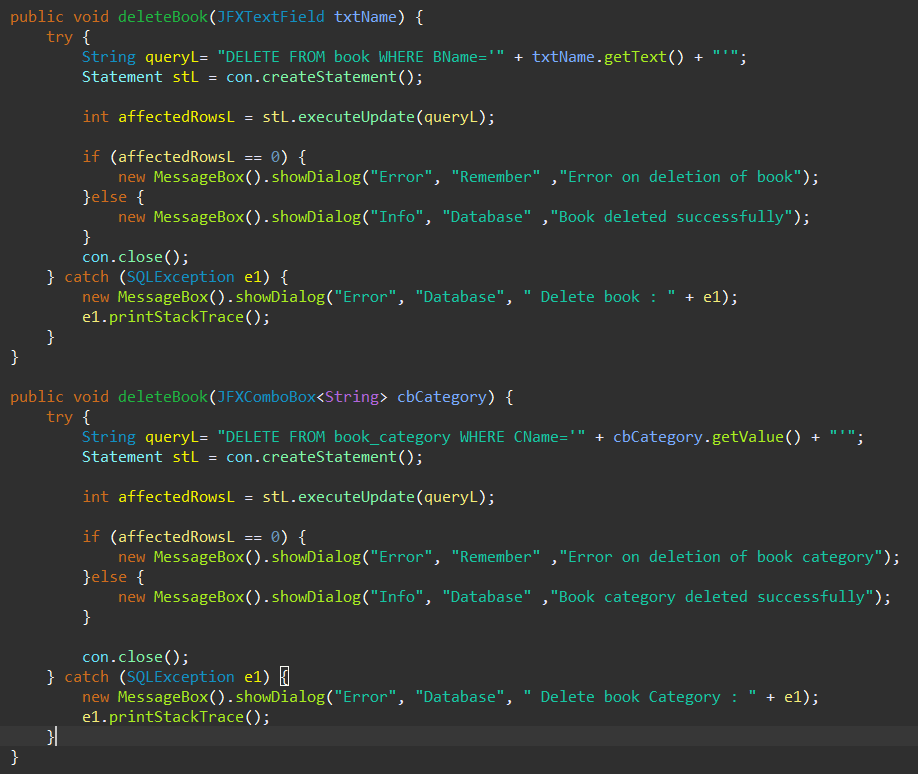 public void deleteBook(JFXTextField txtName) {
    try {
        String queryL= "DELETE FROM book WHERE BName='" + txtName.getText() + "'";
        Statement stL = con.createStatement();

        int affectedRowsL = stL.executeUpdate(queryL);

        if (affectedRowsL == 0) {
            new MessageBox().showDialog("Error", "Remember" ,"Error on deletion of book");
        }else {
            new MessageBox().showDialog("Info", "Database" ,"Book deleted successfully");
        }
        con.close();
    } catch (SQLException e1) {
        new MessageBox().showDialog("Error", "Database", " Delete book : " + e1);
        e1.printStackTrace();
    }
}

public void deleteBook(JFXComboBox<String> cbCategory) {
    try {
        String queryL= "DELETE FROM book_category WHERE CName='" + cbCategory.getValue() + "'";
        Statement stL = con.createStatement();

        int affectedRowsL = stL.executeUpdate(queryL);

        if (affectedRowsL == 0) {
            new MessageBox().showDialog("Error", "Remember" ,"Error on deletion of book category");
        }else {
            new MessageBox().showDialog("Info", "Database" ,"Book category deleted successfully");
        }

        con.close();
    } catch (SQLException e1) {
        new MessageBox().showDialog("Error", "Database", " Delete book Category : " + e1);
        e1.printStackTrace();
    }
}